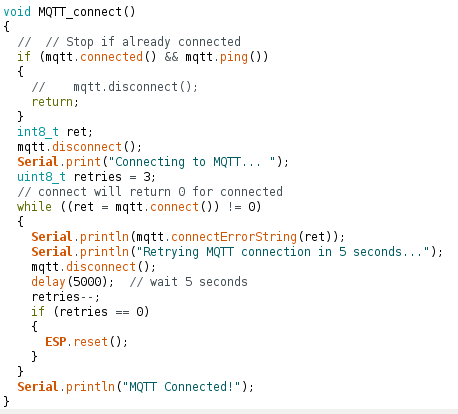 void MQTT_connect()
{
  //  // Stop if already connected
  if (mqtt.connected() && mqtt.ping())
  {
    //    mqtt.disconnect();
    return;
  }
  int8_t ret;
  mqtt.disconnect();
  Serial.print("Connecting to MQTT... ");
  uint8_t retries = 3;
  // connect will return 0 for connected
  while ((ret = mqtt.connect()) != 0)
  {
    Serial.println(mqtt.connectErrorString(ret));
    Serial.println("Retrying MQTT connection in 5 seconds...");
    mqtt.disconnect();
    delay(5000);  // wait 5 seconds
    retries--;
    if (retries == 0)
    {
      ESP.reset();
    }
  }
  Serial.println("MQTT Connected!");
}